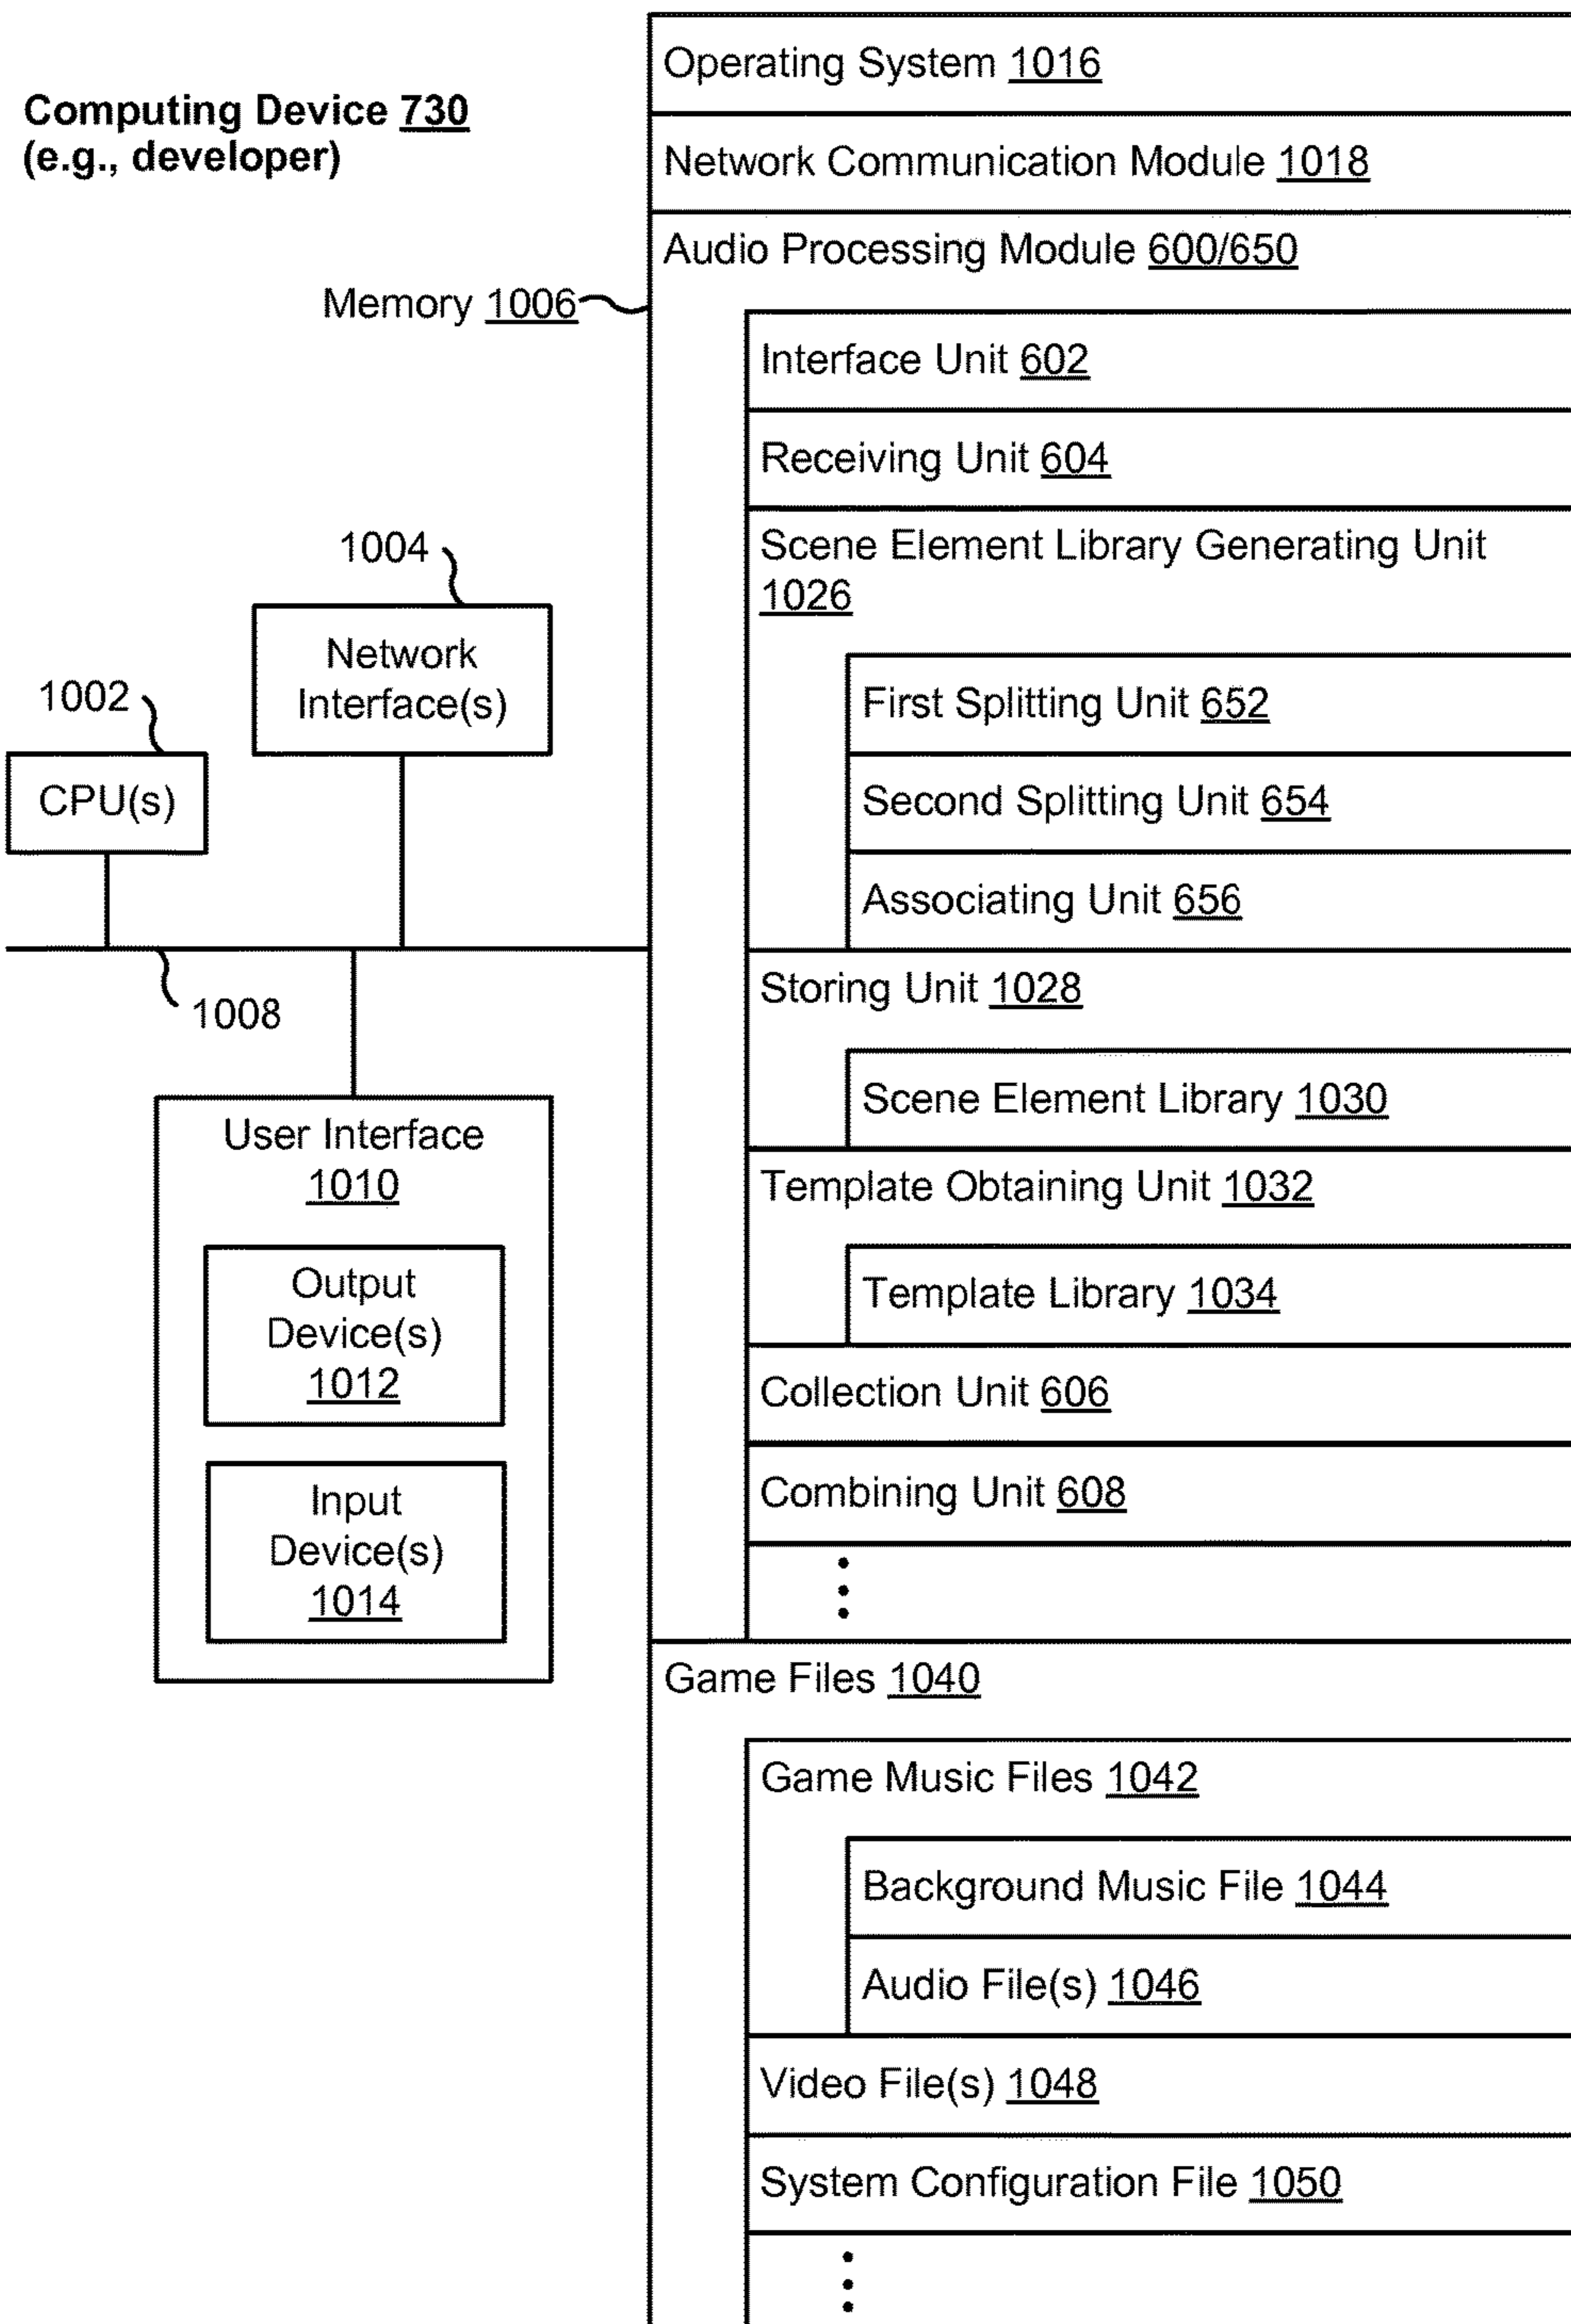 Computing Device 730
(e.g., developer)
Operating System 1016
Network Communication Module 1018
Audio Processing Module 600/650
Memory 1006
Interface Unit 602
Receiving Unit 604
Scene Element Library Generating Unit
1026
First Splitting Unit 652
Second Splitting Unit 654
Associating Unit 656
Storing Unit 1028
Scene Element Library 1030
Template Obtaining Unit 1032
Template Library 1034
Collection Unit 606
Combining Unit 608
Game Files 1040
Game Music Files 1042
Background Music File 1044
Audio File(s) 1046
Video File(s) 1048
System Configuration File 1050
1004
Network
Interface(s)
1002
CPU(s)
1008
User Interface
1010
Output
Device(s)
1012
Input
Device(s)
1014